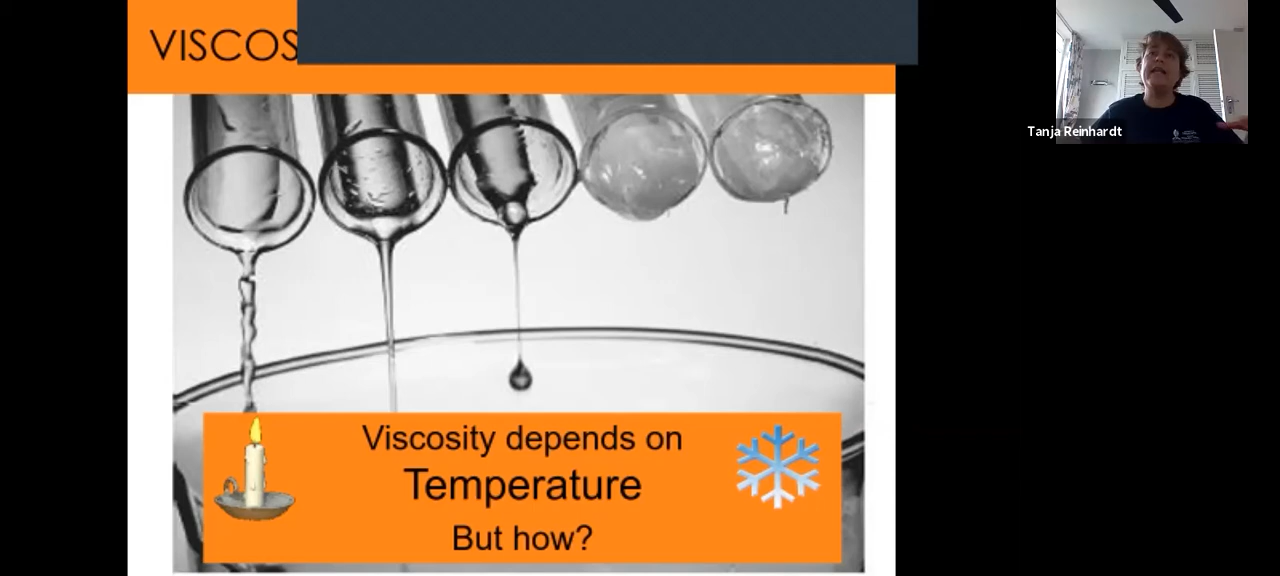 VISCOS
Tanja Reinhardt
Viscosity depends on
Temperature
But how?